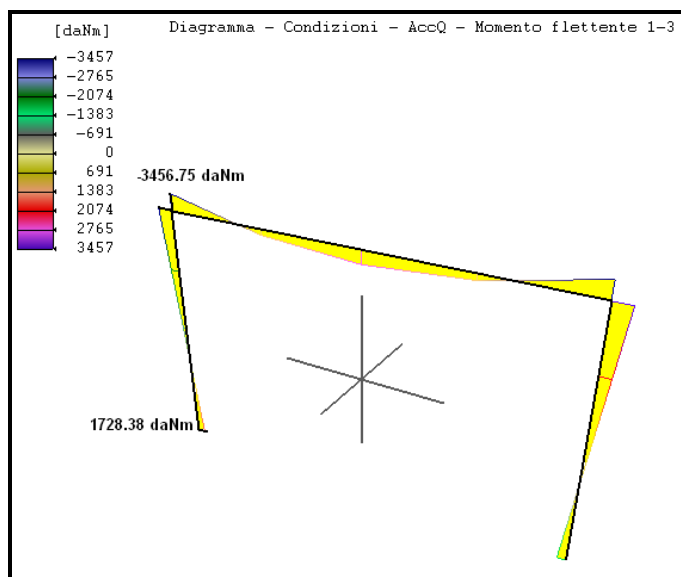 [daNm]
Diagramma - Condizioni - AccQ - Momento flettente 1-3
-3457
-2765
-2074
-1383
-691
0
691
1383
2074
2765
3457
-3456.75 daNm
1728.38 daNm